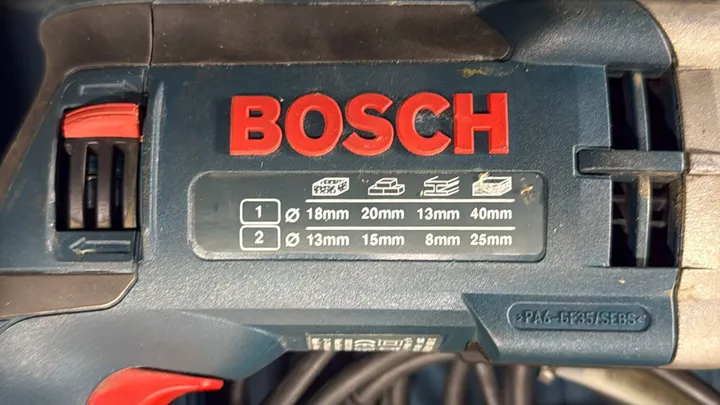 BOSCH
1 Ø 18mm 20mm 13mm 40mm
2 Ø 13mm 15mm 8mm 25mm
>PA6-GF35/SEBS<